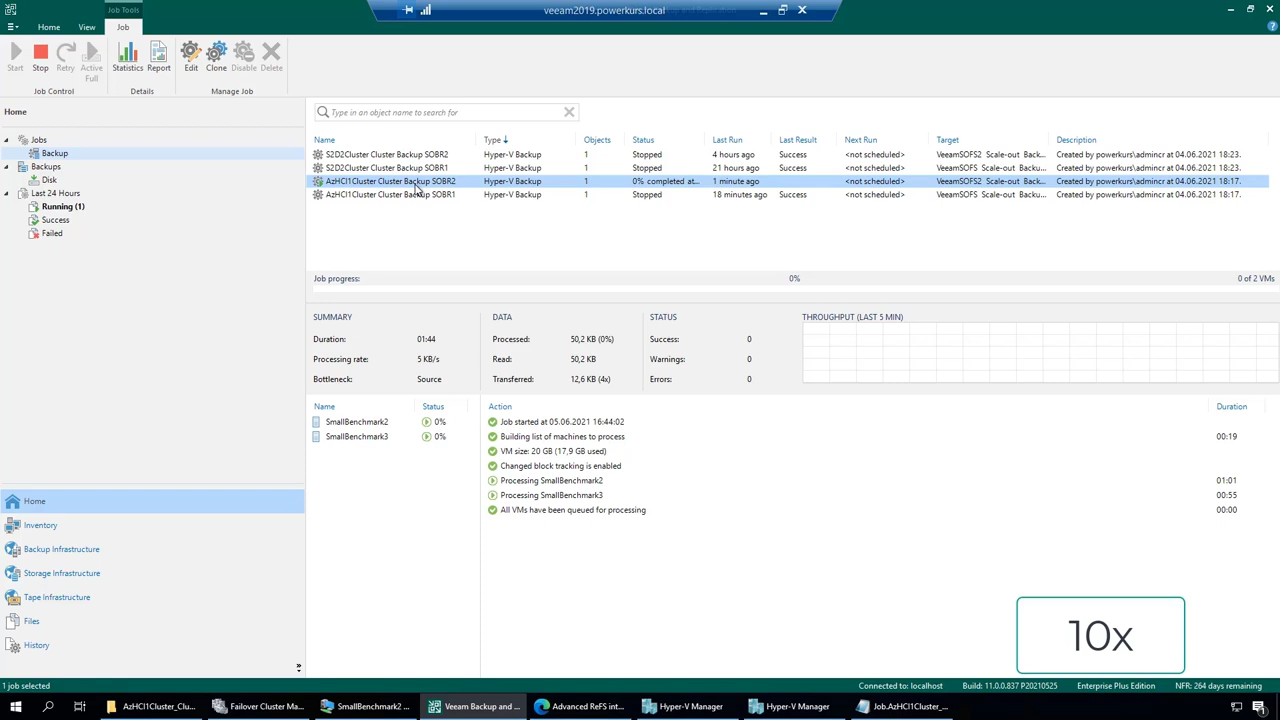 Job Tools
veeam2019.powerkurs.local
Home
View
Job
Start
Stop
Retry
Active Full
Statistics
Report
Edit
Clone
Disable
Delete
Job Control
Details
Manage Job
Home
Jobs
Backup
Backups
Disk
Last 24 Hours
Running (1)
Success
Failed
Type in an object name to search for
Name Type Objects Status Last Run Last Result Next Run Target Description
S2D2Cluster Cluster Backup SOBR2 Hyper-V Backup 1 Stopped 4 hours ago Success <not scheduled> VeeamSOFS2 Scale-out Back... Created by powerkurs\admincr at 04.06.2021 18:23.
S2D2Cluster Cluster Backup SOBR1 Hyper-V Backup 1 Stopped 21 hours ago Success <not scheduled> VeeamSOFS2 Scale-out Back... Created by powerkurs\admincr at 04.06.2021 18:23.
AzHCI1Cluster Cluster Backup SOBR2 Hyper-V Backup 1 0% completed at... 1 minute ago <not scheduled> VeeamSOFS2 Scale-out Back... Created by powerkurs\admincr at 04.06.2021 18:17.
AzHCI1Cluster Cluster Backup SOBR1 Hyper-V Backup 1 Stopped 18 minutes ago Success <not scheduled> VeeamSOFS Scale-out Backu... Created by powerkurs\admincr at 04.06.2021 18:17.
Job progress: 0% 0 of 2 VMs
SUMMARY
Duration: 01:44
Processing rate: 5 KB/s
Bottleneck: Source
DATA
Processed: 50,2 KB (0%)
Read: 50,2 KB
Transferred: 12,6 KB (4x)
STATUS
Success: 0
Warnings: 0
Errors: 0
THROUGHPUT (LAST 5 MIN)
Name Status
SmallBenchmark2 0%
SmallBenchmark3 0%
Action Duration
Job started at 05.06.2021 16:44:02
Building list of machines to process 00:19
VM size: 20 GB (17,9 GB used)
Changed block tracking is enabled
Processing SmallBenchmark2 01:01
Processing SmallBenchmark3 00:55
All VMs have been queued for processing 00:00
Home
Inventory
Backup Infrastructure
Storage Infrastructure
Tape Infrastructure
Files
History
10x
1 job selected
Connected to: localhost Build: 11.0.0.837 P20210525 Enterprise Plus Edition NFR: 264 days remaining
AzHCI1Cluster_Clu...
Failover Cluster Ma...
SmallBenchmark2 ...
Veeam Backup and ...
Advanced ReFS int...
Hyper-V Manager
Hyper-V Manager
Job.AzHCI1Cluster_...